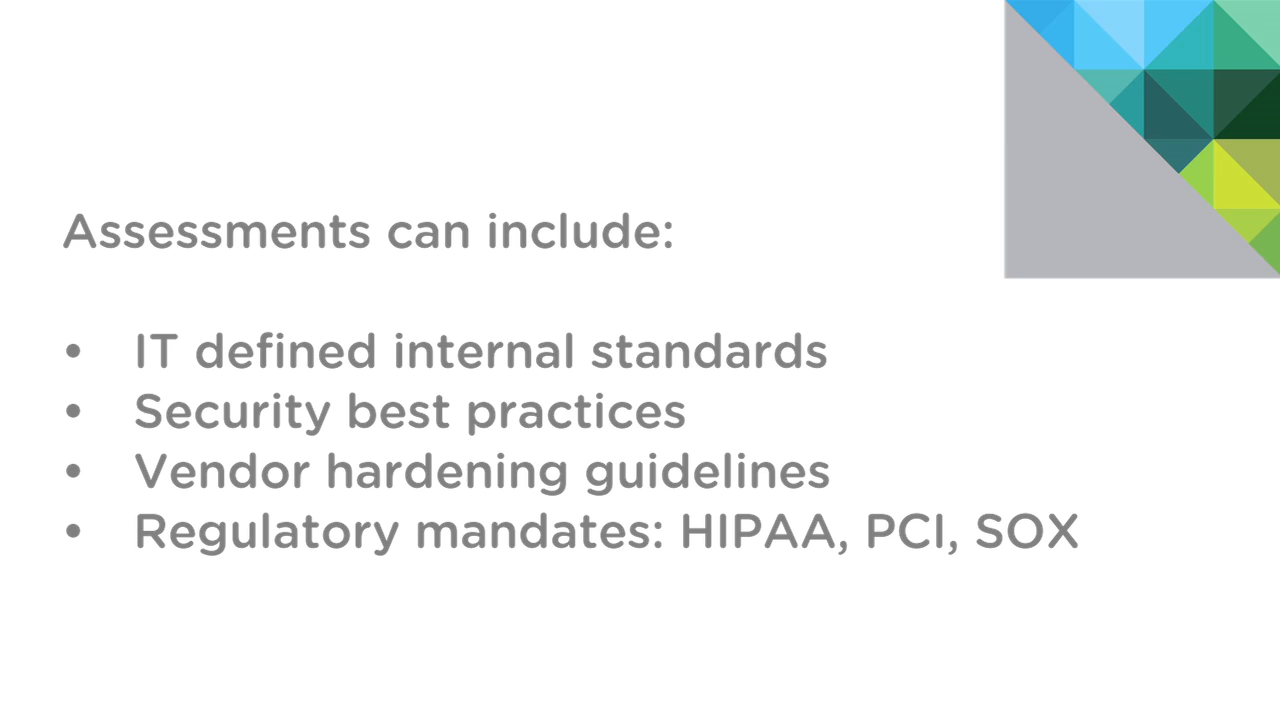 Assessments can include:
• IT defined internal standards
• Security best practices
• Vendor hardening guidelines
• Regulatory mandates: HIPAA, PCI, SOX